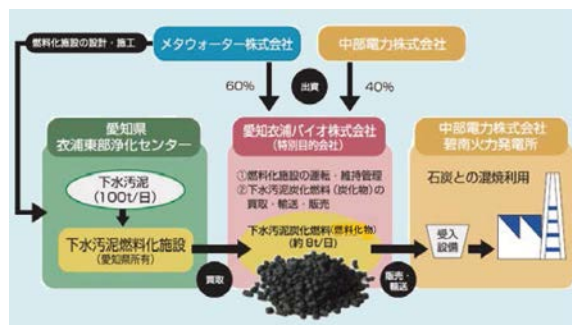 燃料化施設の設計・施工
メタウォーター株式会社
中部電力株式会社
60%
出資
40%
愛知県
衣浦東部浄化センター
下水汚泥
(100t/日)
下水汚泥燃料化施設
(愛知県所有)
買取
愛知衣浦バイオ株式会社
(特別目的会社)
①燃料化施設の運転・維持管理
②下水汚泥炭化燃料(炭化物)の
買取・輸送・販売
下水汚泥炭化燃料(燃料化物)
(約8t/日)
販売・
輸送
中部電力株式会社
碧南火力発電所
石炭との混焼利用
受入
設備